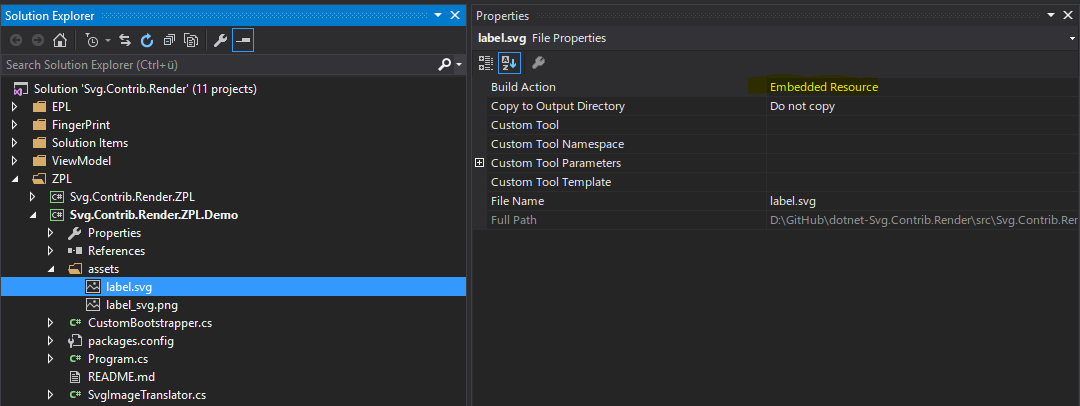 Solution Explorer
Search Solution Explorer (Ctrl+ü)
Solution 'Svg.Contrib.Render' (11 projects)
EPL
FingerPrint
Solution Items
ViewModel
ZPL
C# Svg.Contrib.Render.ZPL
C# Svg.Contrib.Render.ZPL.Demo
Properties
References
assets
label.svg
label_svg.png
C# CustomBootstrapper.cs
packages.config
C# Program.cs
README.md
C# SvgImageTranslator.cs
Properties
label.svg File Properties
Build Action Embedded Resource
Copy to Output Directory Do not copy
Custom Tool
Custom Tool Namespace
Custom Tool Parameters
Custom Tool Template
File Name label.svg
Full Path D:\GitHub\dotnet-Svg.Contrib.Render\src\Svg.Contrib.Rer